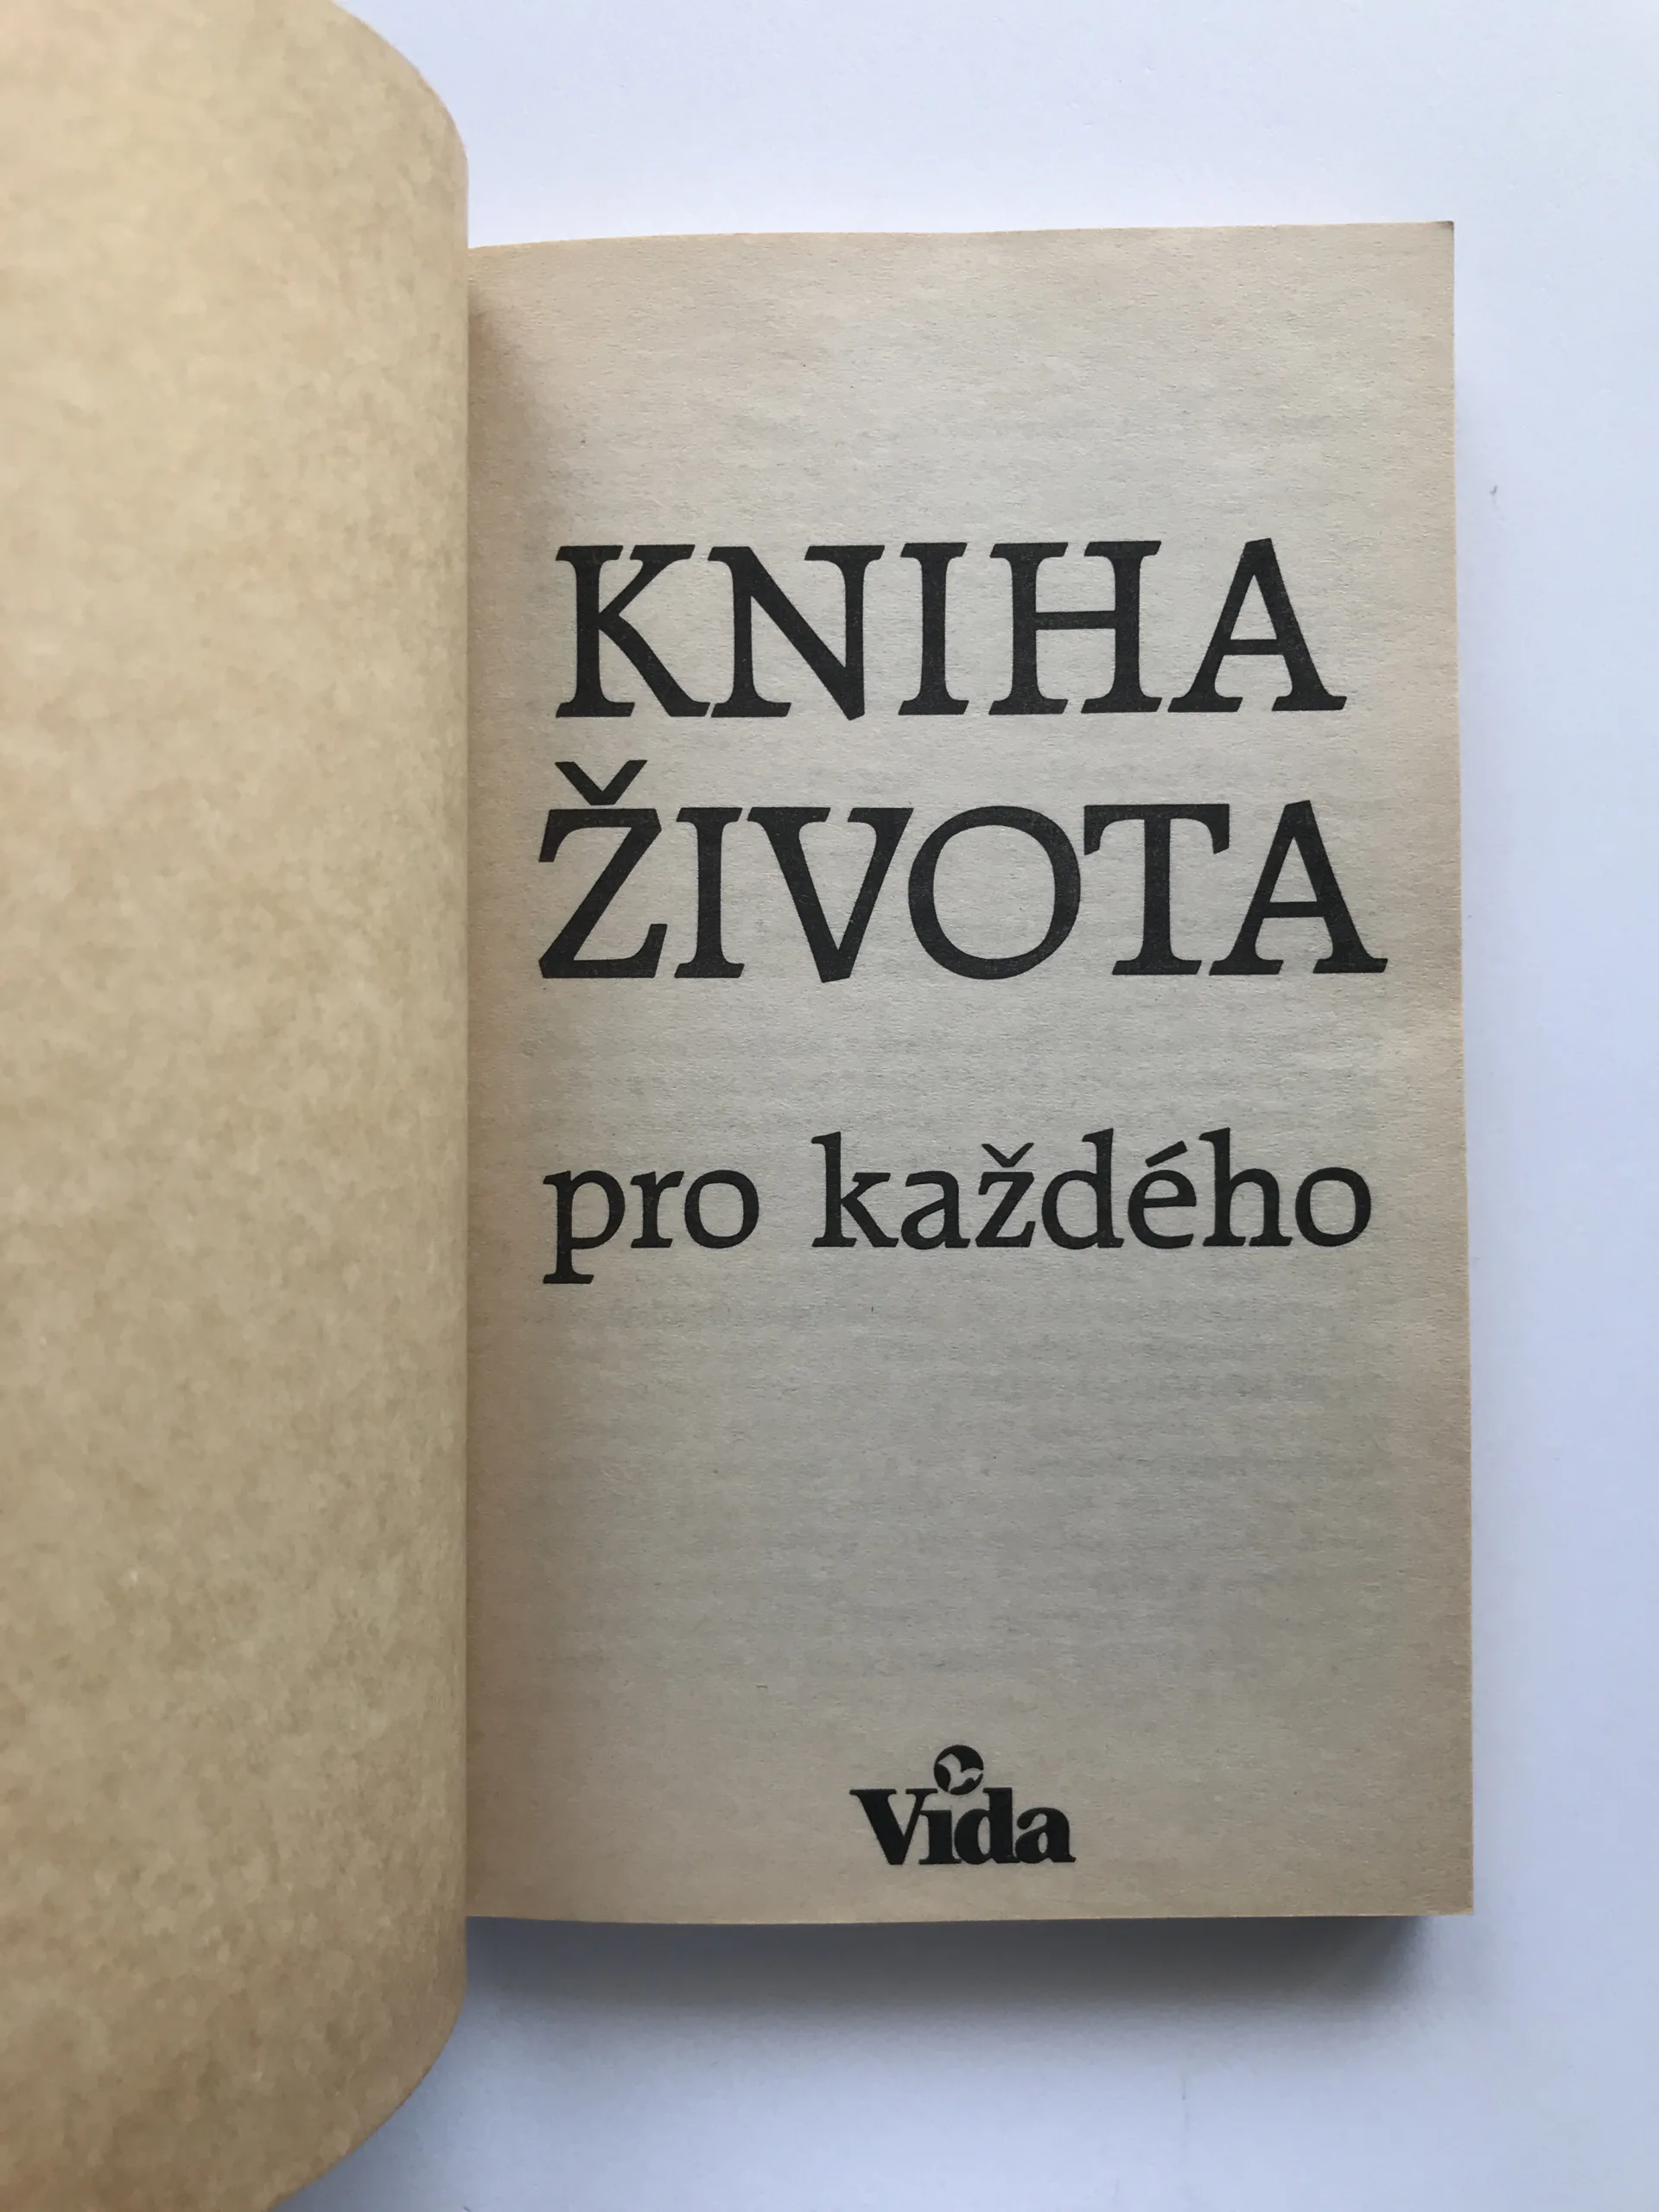 KNIHA
ŽIVOTA
pro každého
Vida